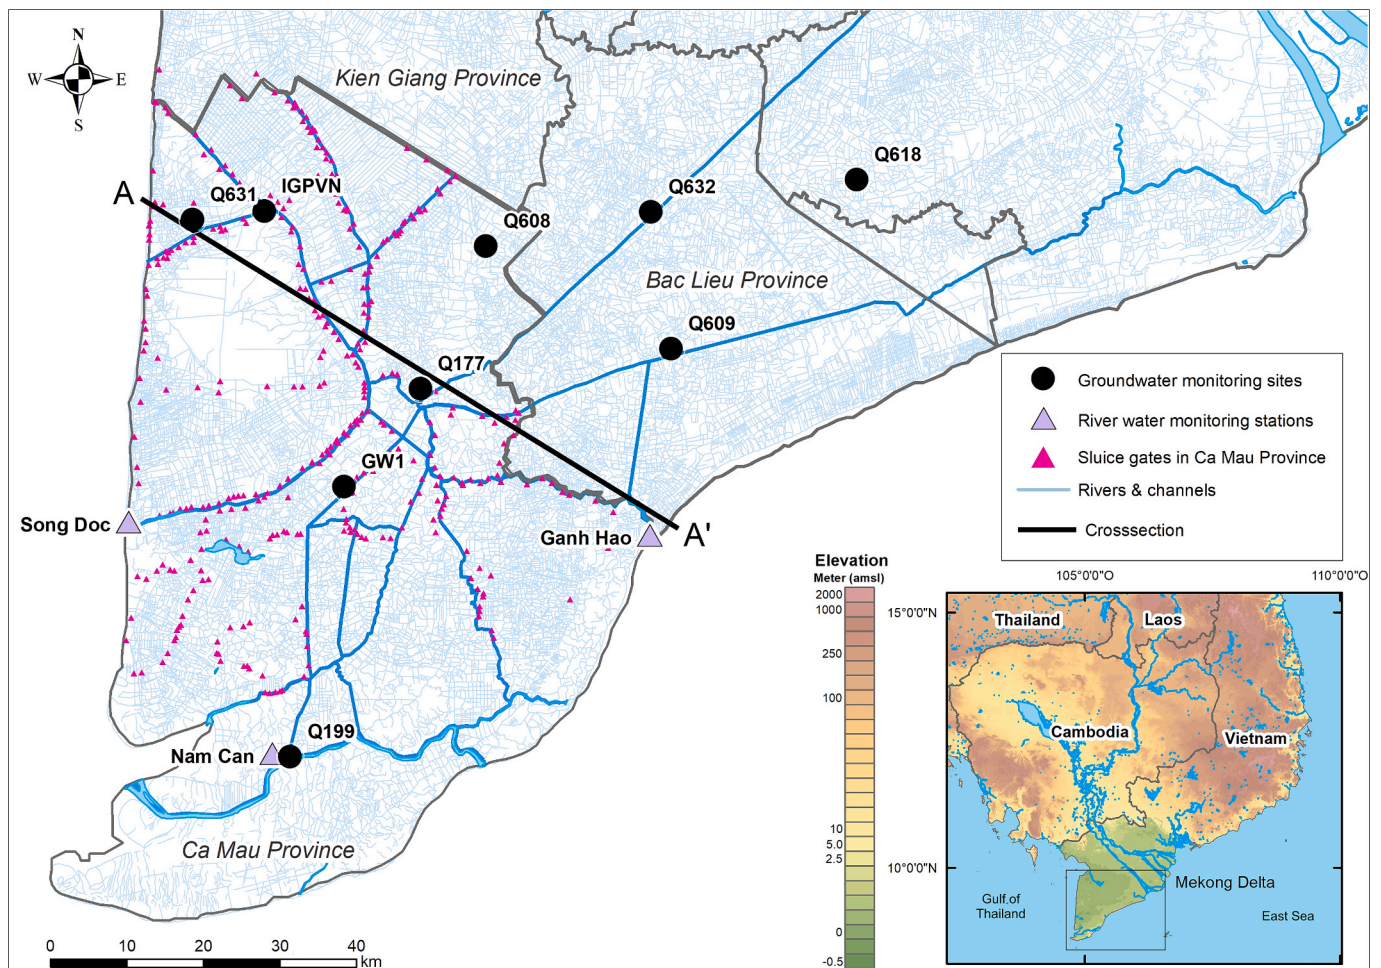 N
W
E
S
Kien Giang Province
A
Q631
IGPVN
Q608
Q632
Q618
Bac Lieu Province
Q609
Q177
GW1
Song Doc
Ganh Hao
A'
Nam Can
Q199
Ca Mau Province
0
10
20
30
40
km
Groundwater monitoring sites
River water monitoring stations
Sluice gates in Ca Mau Province
Rivers & channels
Crosssection
Elevation
Meter (amsl)
2000
1000
250
100
10
5.0
2.5
0
-0.5
105°0'0"O
110°0'0"O
15°0'0"N
10°0'0"N
Thailand
Laos
Cambodia
Vietnam
Mekong Delta
Gulf of
Thailand
East Sea